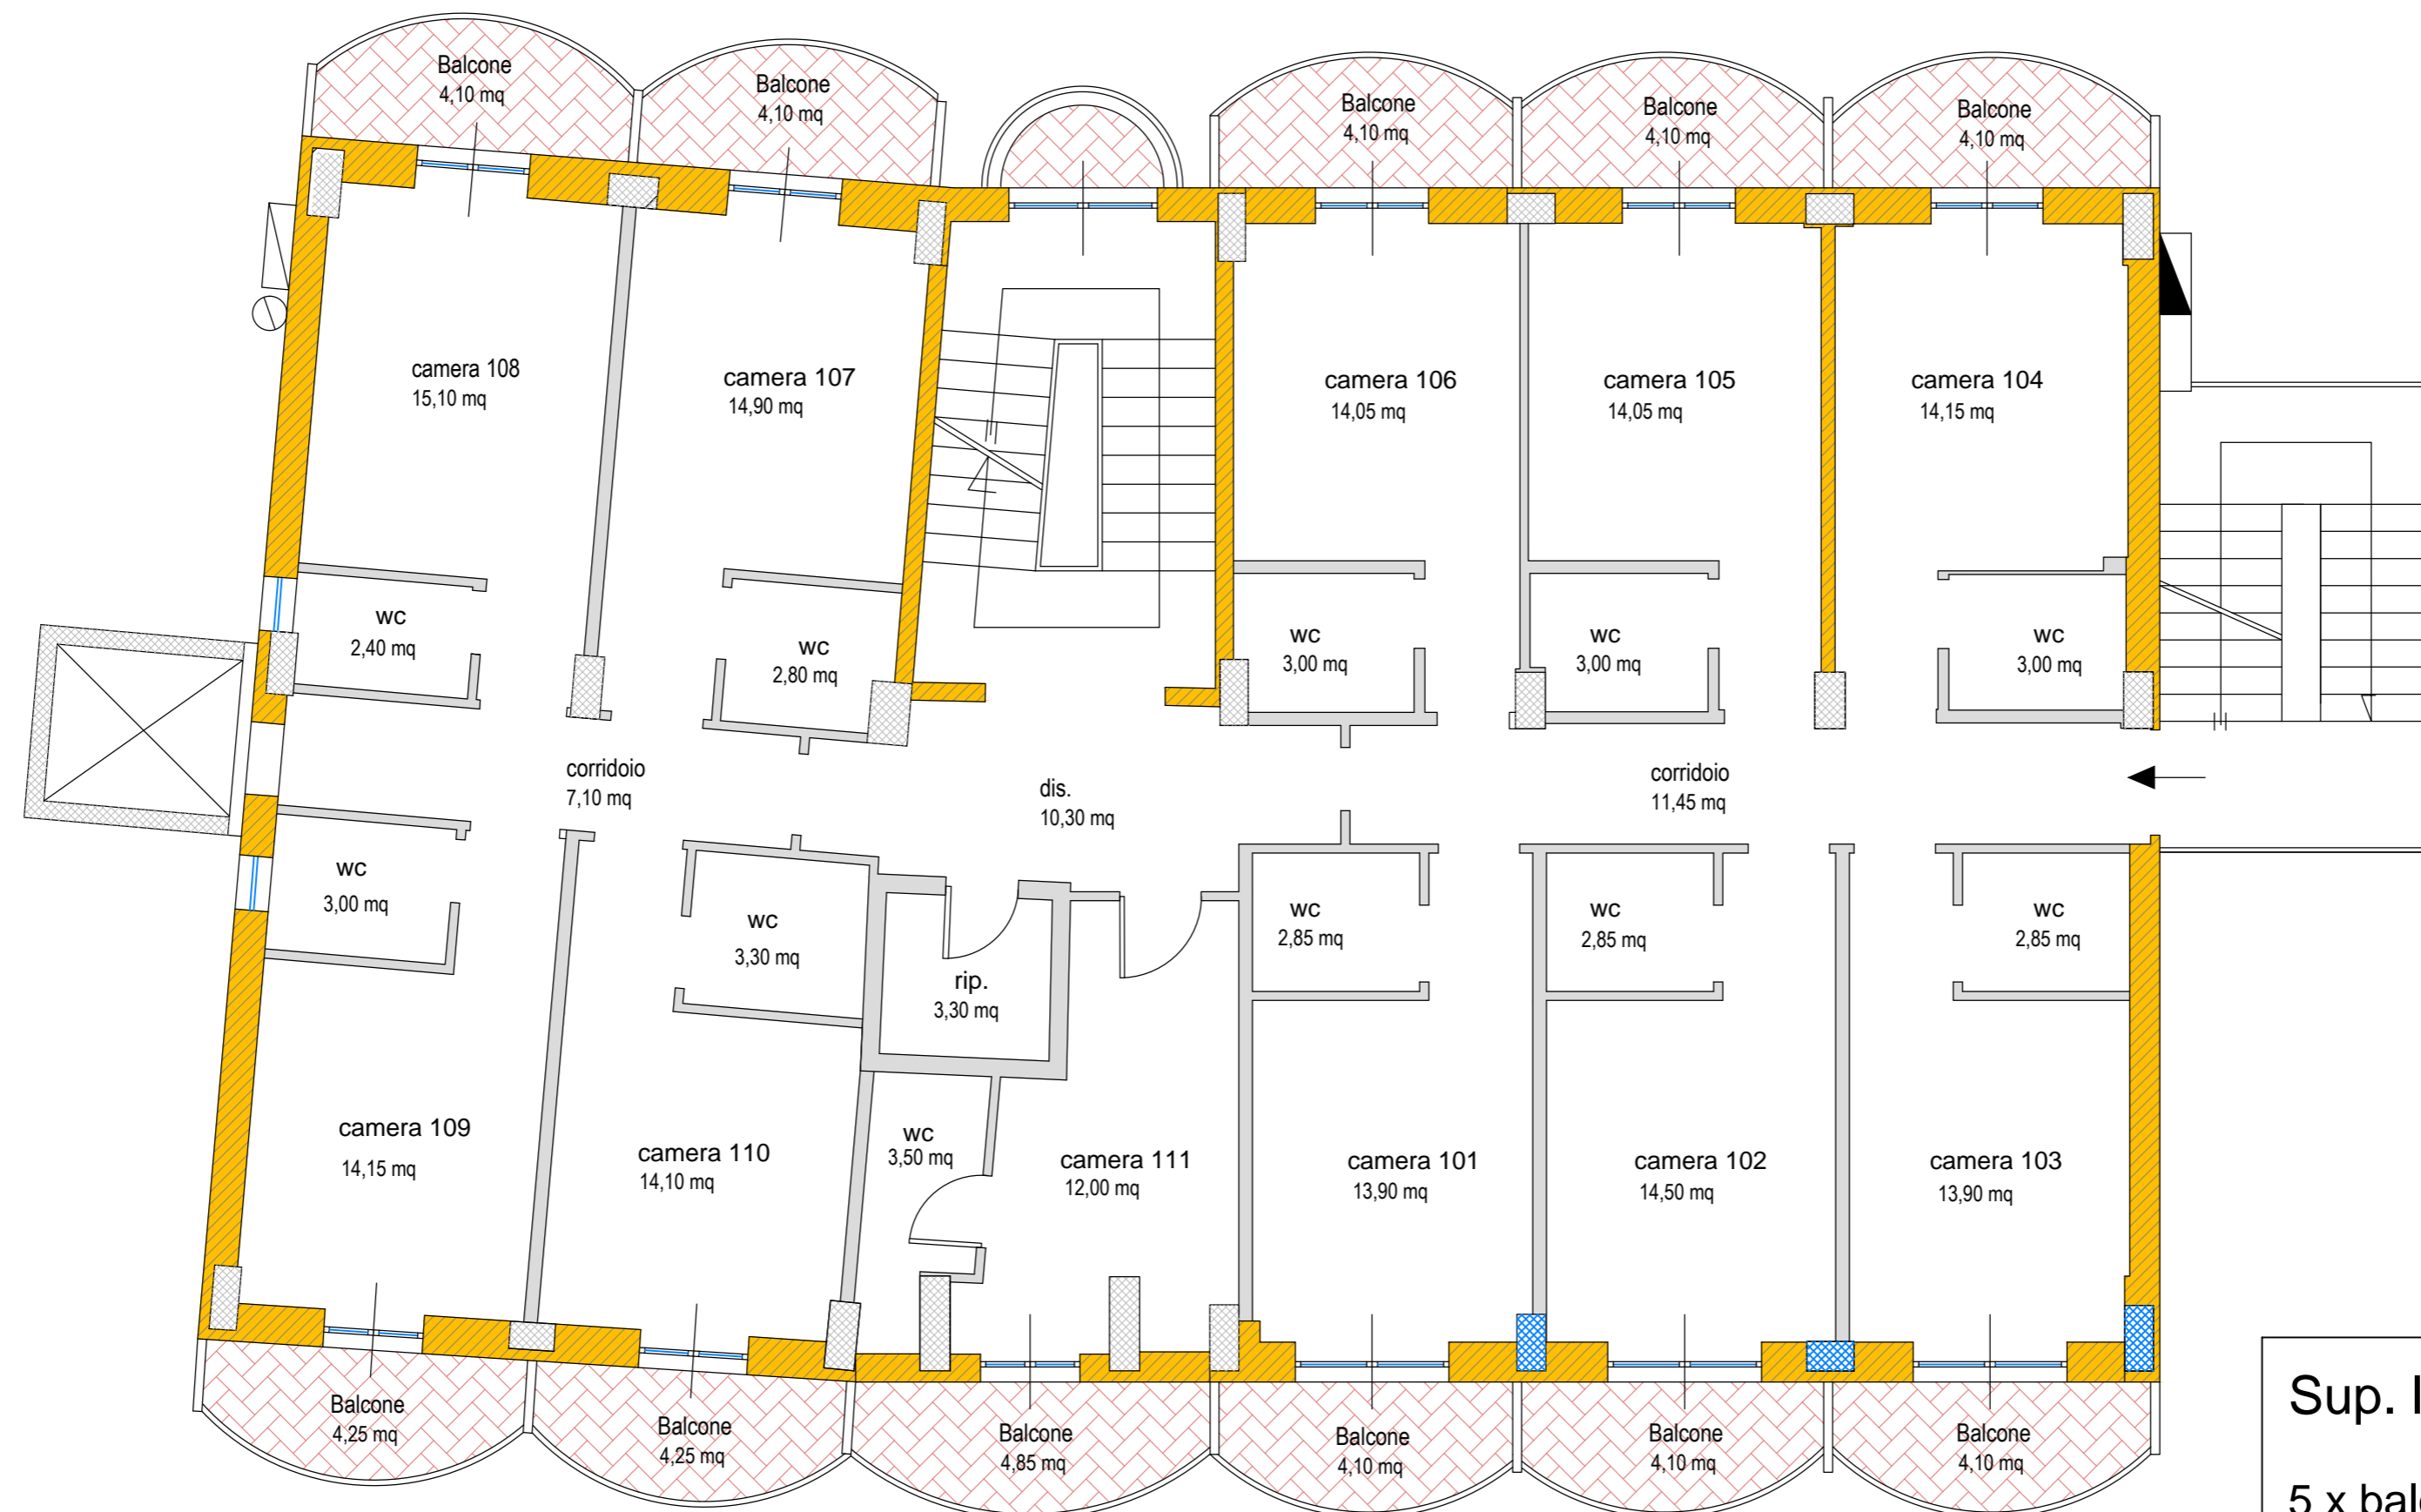 Balcone
4,10 mq
Balcone
4,10 mq
Balcone
4,10 mq
Balcone
4,10 mq
Balcone
4,10 mq
camera 108
15,10 mq
camera 107
14,90 mq
camera 106
14,05 mq
camera 105
14,05 mq
camera 104
14,15 mq
wc
2,40 mq
wc
2,80 mq
wc
3,00 mq
wc
3,00 mq
wc
3,00 mq
corridoio
7,10 mq
dis.
10,30 mq
corridoio
11,45 mq
wc
3,00 mq
wc
3,30 mq
rip.
3,30 mq
wc
2,85 mq
wc
2,85 mq
wc
2,85 mq
camera 109
14,15 mq
camera 110
14,10 mq
wc
3,50 mq
camera 111
12,00 mq
camera 101
13,90 mq
camera 102
14,50 mq
camera 103
13,90 mq
Balcone
4,25 mq
Balcone
4,25 mq
Balcone
4,85 mq
Balcone
4,10 mq
Balcone
4,10 mq
Balcone
4,10 mq
Sup.
5 x